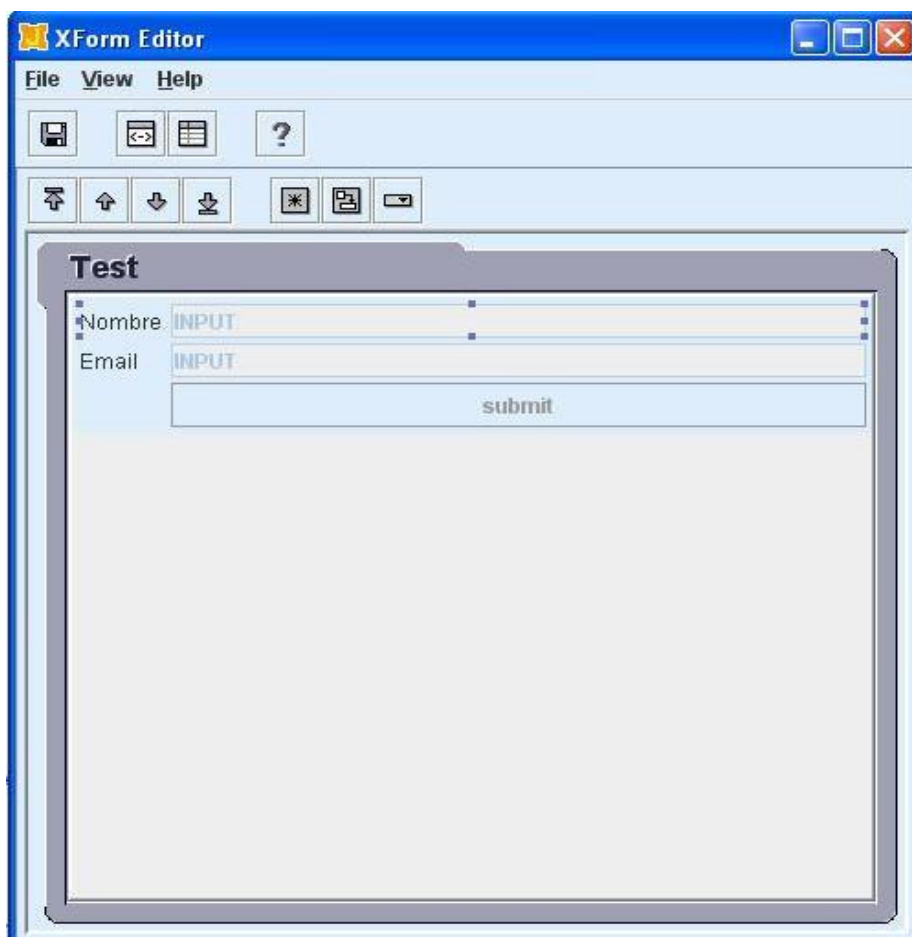 XForm Editor
File View Help
?
Test
Nombre INPUT
Email INPUT
submit